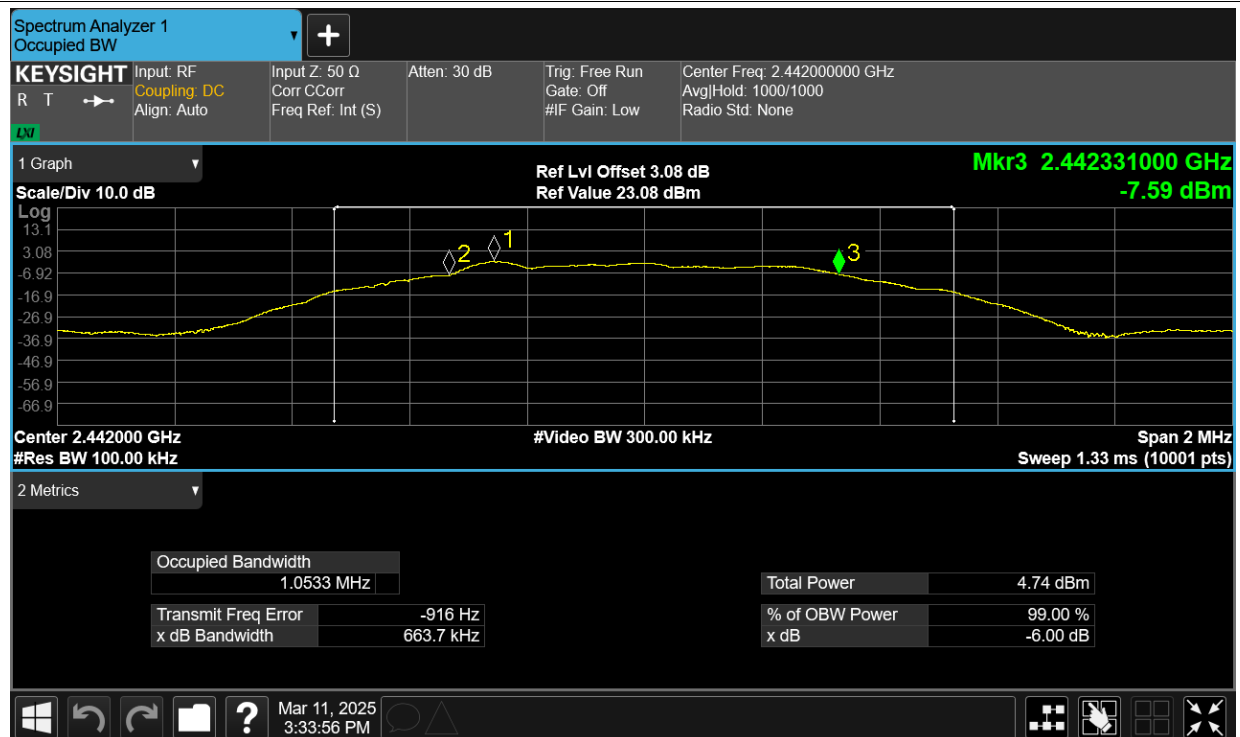 Spectrum Analyzer 1
Occupied BW
+
KEYSIGHT
R T
LXI
Input: RF
Coupling: DC
Align: Auto
Input Z: 50 Ω
Corr CCorr
Freq Ref: Int (S)
Atten: 30 dB
Trig: Free Run
Gate: Off
#IF Gain: Low
Center Freq: 2.442000000 GHz
Avg|Hold: 1000/1000
Radio Std: None
1 Graph
Scale/Div 10.0 dB
Ref Lvl Offset 3.08 dB
Ref Value 23.08 dBm
Mkr3 2.442331000 GHz
-7.59 dBm
Log
13.1
3.08
-6.92
-16.9
-26.9
-36.9
-46.9
-56.9
-66.9
2
1
3
Center 2.442000 GHz
#Res BW 100.00 kHz
#Video BW 300.00 kHz
Span 2 MHz
Sweep 1.33 ms (10001 pts)
2 Metrics
Occupied Bandwidth
1.0533 MHz
Transmit Freq Error -916 Hz
x dB Bandwidth 663.7 kHz
Total Power 4.74 dBm
% of OBW Power 99.00 %
x dB -6.00 dB
?
Mar 11, 2025
3:33:56 PM